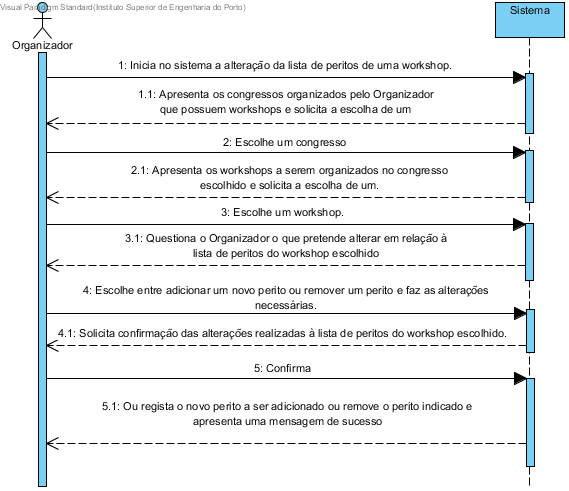 Visual Paradigm Standard(Instituto Superior de Engenharia do Porto)
Sistema
Organizador
1: Inicia no sistema a alteração da lista de peritos de uma workshop.
1.1: Apresenta os congressos organizados pelo Organizador
que possuem workshops e solicita a escolha de um
2: Escolhe um congresso
2.1: Apresenta os workshops a serem organizados no congresso
escolhido e solicita a escolha de um.
3: Escolhe um workshop.
3.1: Questiona o Organizador o que pretende alterar em relação à
lista de peritos do workshop escolhido
4: Escolhe entre adicionar um novo perito ou remover um perito e faz as alterações
necessárias.
4.1: Solicita confirmação das alterações realizadas à lista de peritos do workshop escolhido.
5: Confirma
5.1: Ou regista o novo perito a ser adicionado ou remove o perito indicado e
apresenta uma mensagem de sucesso